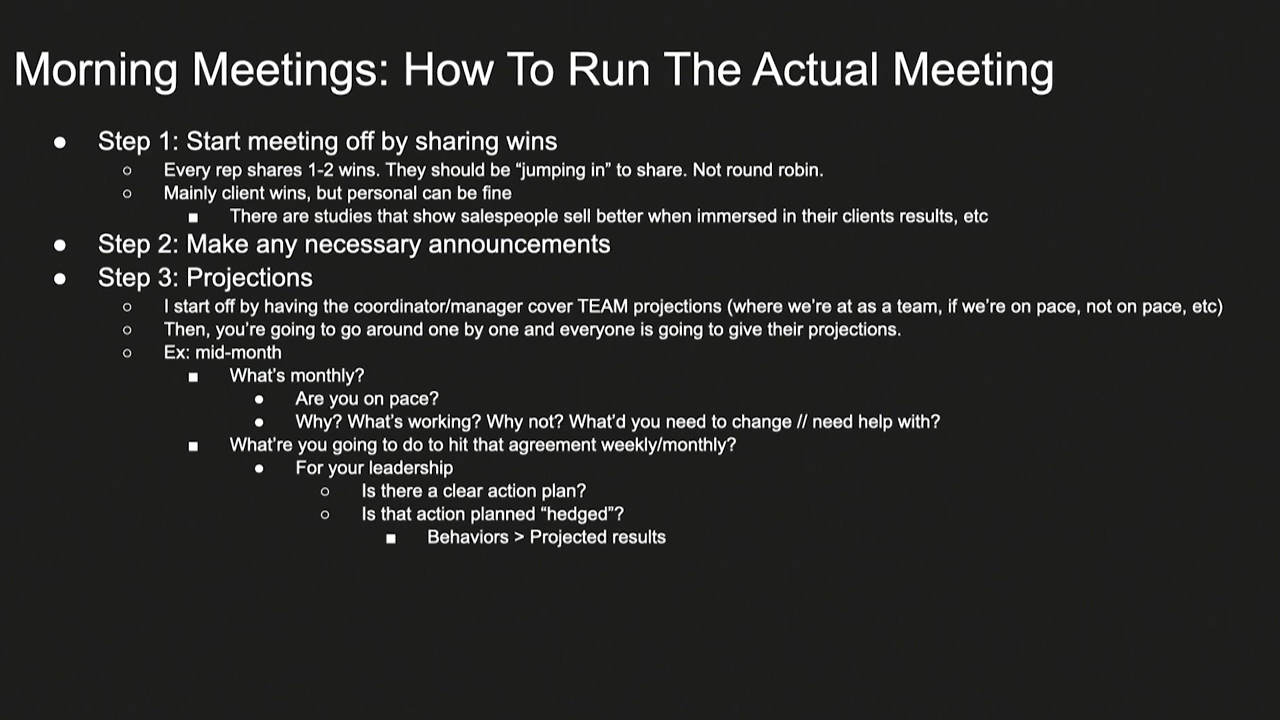 Morning Meetings: How To Run The Actual Meeting
● Step 1: Start meeting off by sharing wins
○ Every rep shares 1-2 wins. They should be “jumping in” to share. Not round robin.
○ Mainly client wins, but personal can be fine
■ There are studies that show salespeople sell better when immersed in their clients results, etc
● Step 2: Make any necessary announcements
● Step 3: Projections
○ I start off by having the coordinator/manager cover TEAM projections (where we’re at as a team, if we’re on pace, not on pace, etc)
○ Then, you’re going to go around one by one and everyone is going to give their projections.
○ Ex: mid-month
■ What’s monthly?
● Are you on pace?
● Why? What’s working? Why not? What’d you need to change // need help with?
■ What’re you going to do to hit that agreement weekly/monthly?
● For your leadership
○ Is there a clear action plan?
○ Is that action planned “hedged”?
■ Behaviors > Projected results